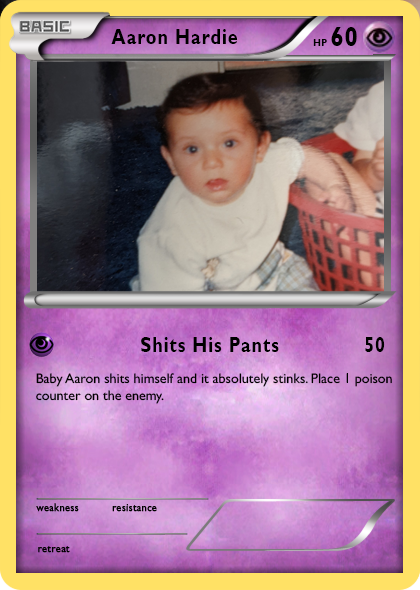 BASIC
Aaron Hardie
HP 60
Shits His Pants 50
Baby Aaron shits himself and it absolutely stinks. Place 1 poison
counter on the enemy.
weakness resistance
retreat